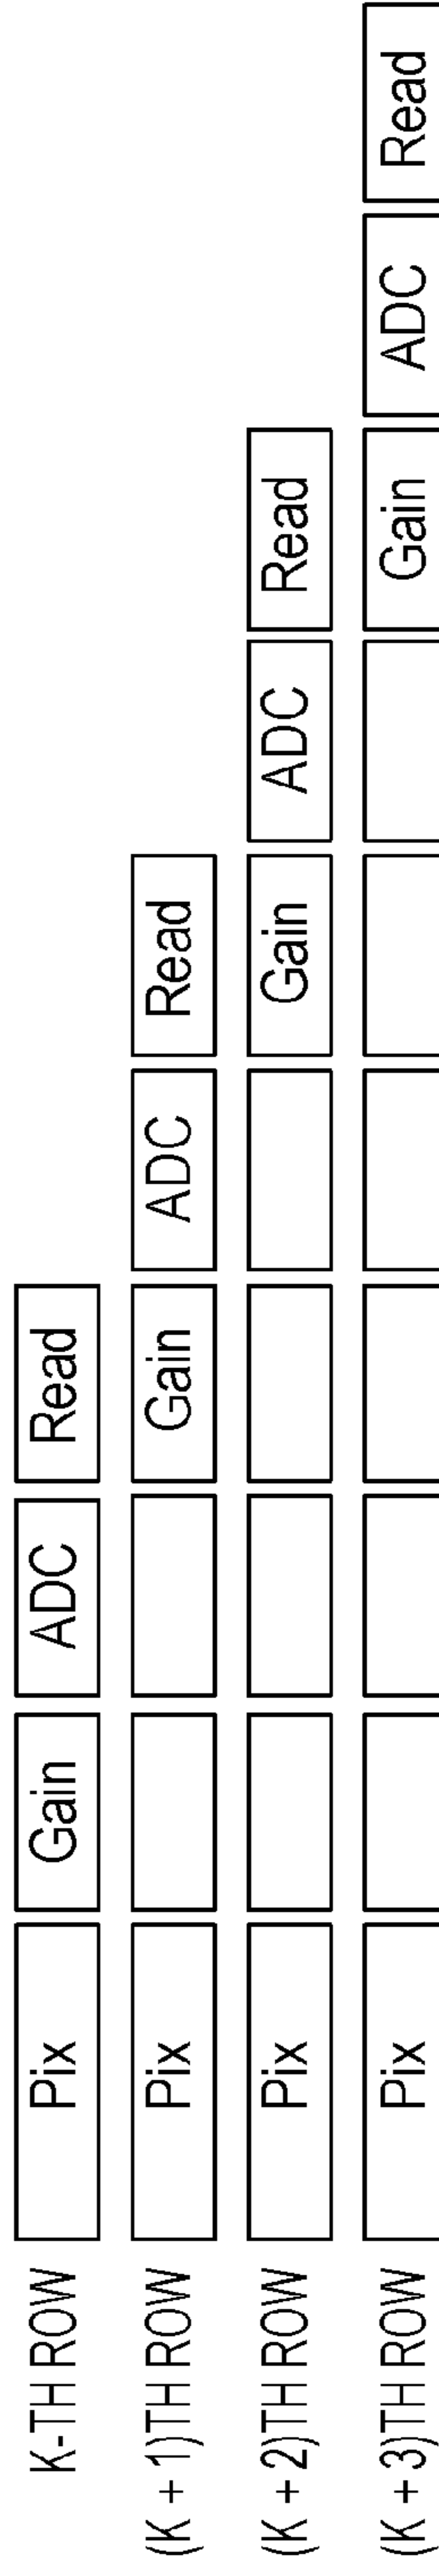 K-TH ROW Pix Gain ADC Read
(K + 1)TH ROW Pix Gain ADC Read
(K + 2)TH ROW Pix Gain ADC Read
(K + 3)TH ROW Pix Gain ADC Read